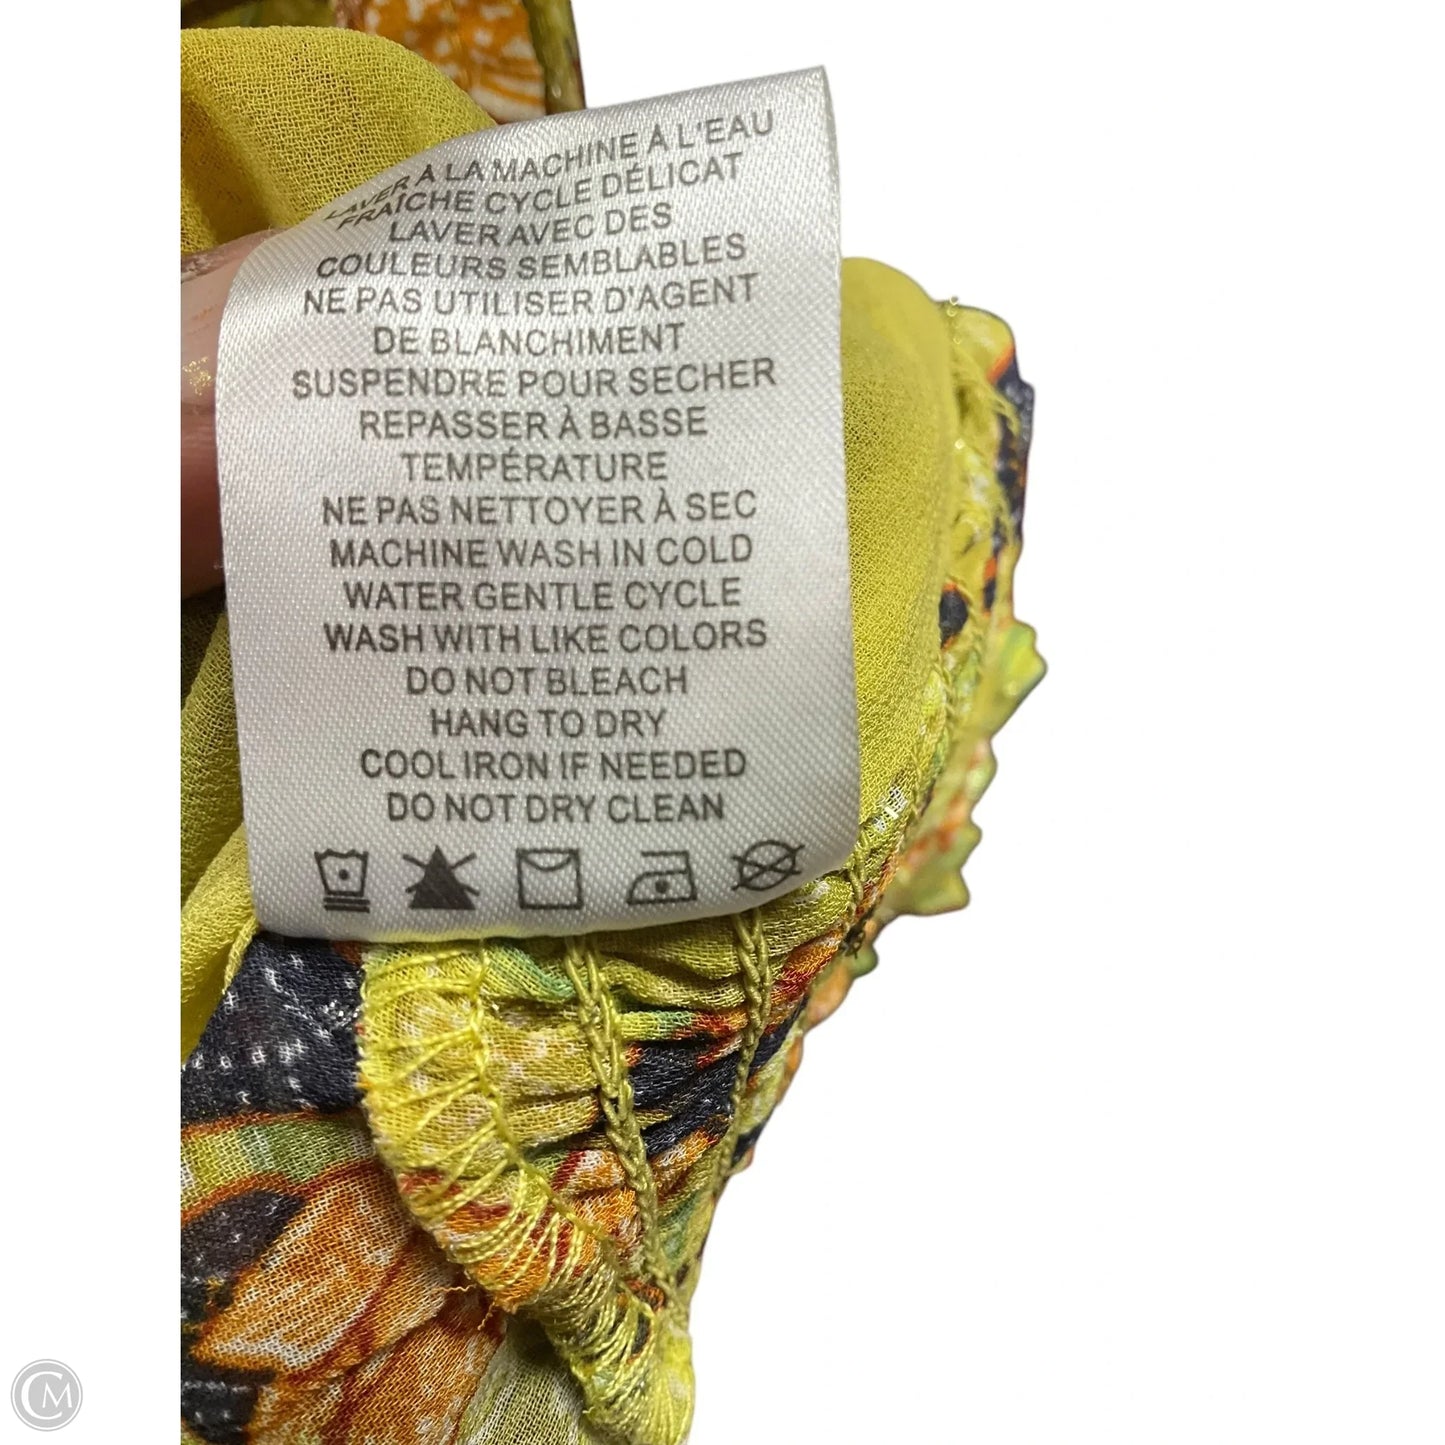 LAVER À LA MACHINE À L'EAU
FRAÎCHE CYCLE DÉLICAT
LAVER AVEC DES
COULEURS SEMBLABLES
NE PAS UTILISER D'AGENT
DE BLANCHIMENT
SUSPENDRE POUR SECHER
REPASSER À BASSE
TEMPÉRATURE
NE PAS NETTOYER À SEC
MACHINE WASH IN COLD
WATER GENTLE CYCLE
WASH WITH LIKE COLORS
DO NOT BLEACH
HANG TO DRY
COOL IRON IF NEEDED
DO NOT DRY CLEAN
CM